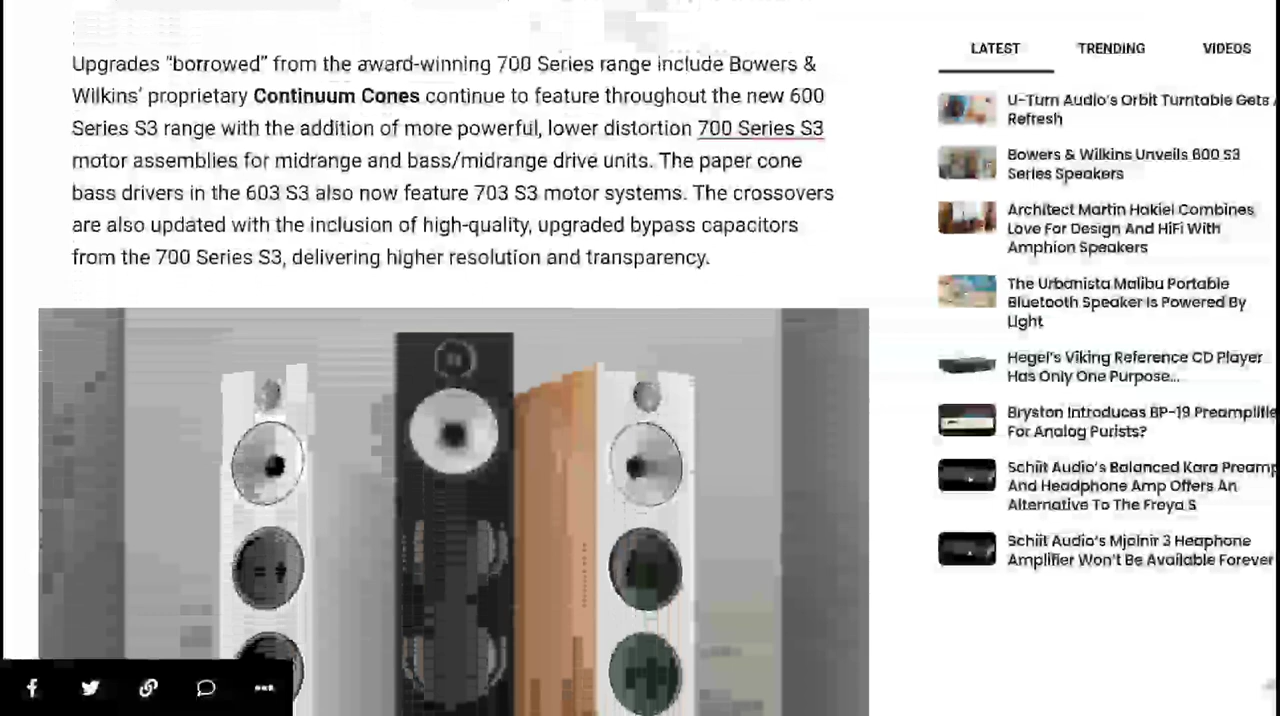 Upgrades “borrowed” from the award-winning 700 Series range include Bowers &
Wilkins’ proprietary Continuum Cones continue to feature throughout the new 600
Series S3 range with the addition of more powerful, lower distortion 700 Series S3
motor assemblies for midrange and bass/midrange drive units. The paper cone
bass drivers in the 603 S3 also now feature 703 S3 motor systems. The crossovers
are also updated with the inclusion of high-quality, upgraded bypass capacitors
from the 700 Series S3, delivering higher resolution and transparency.
LATEST TRENDING VIDEOS
U-Turn Audio’s Orbit Turntable Gets
Refresh
Bowers & Wilkins Unveils 600 S3
Series Speakers
Architect Martin Hakiel Combines
Love For Design And HiFi With
Amphion Speakers
The Urbanista Malibu Portable
Bluetooth Speaker Is Powered By
Light
Hegel’s Viking Reference CD Player
Has Only One Purpose...
Bryston Introduces BP-19 Preamplifie
For Analog Purists?
Schiit Audio’s Balanced Kara Preamp
And Headphone Amp Offers An
Alternative To The Freya S
Schiit Audio’s Mjolnir 3 Heaphone
Amplifier Won’t Be Available Forever